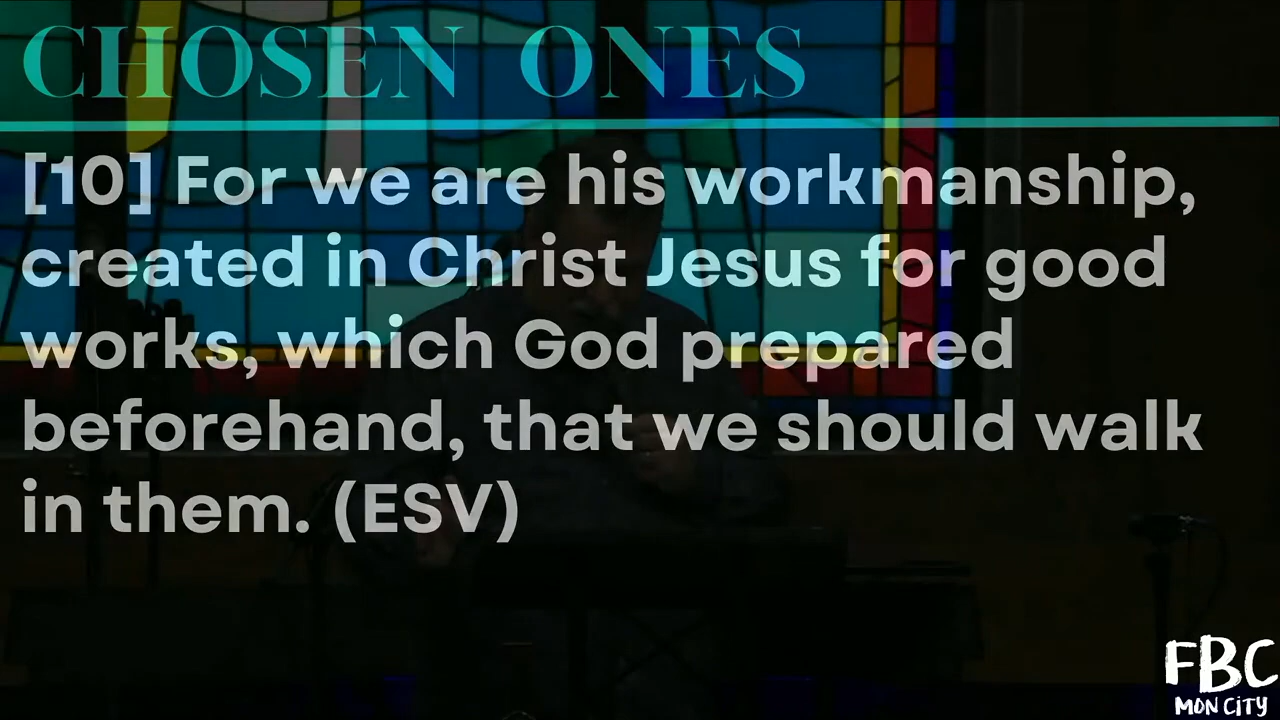 CHOSEN ONES
[10] For we are his workmanship,
created in Christ Jesus for good
works, which God prepared
beforehand, that we should walk
in them. (ESV)
FBC
MON CITY